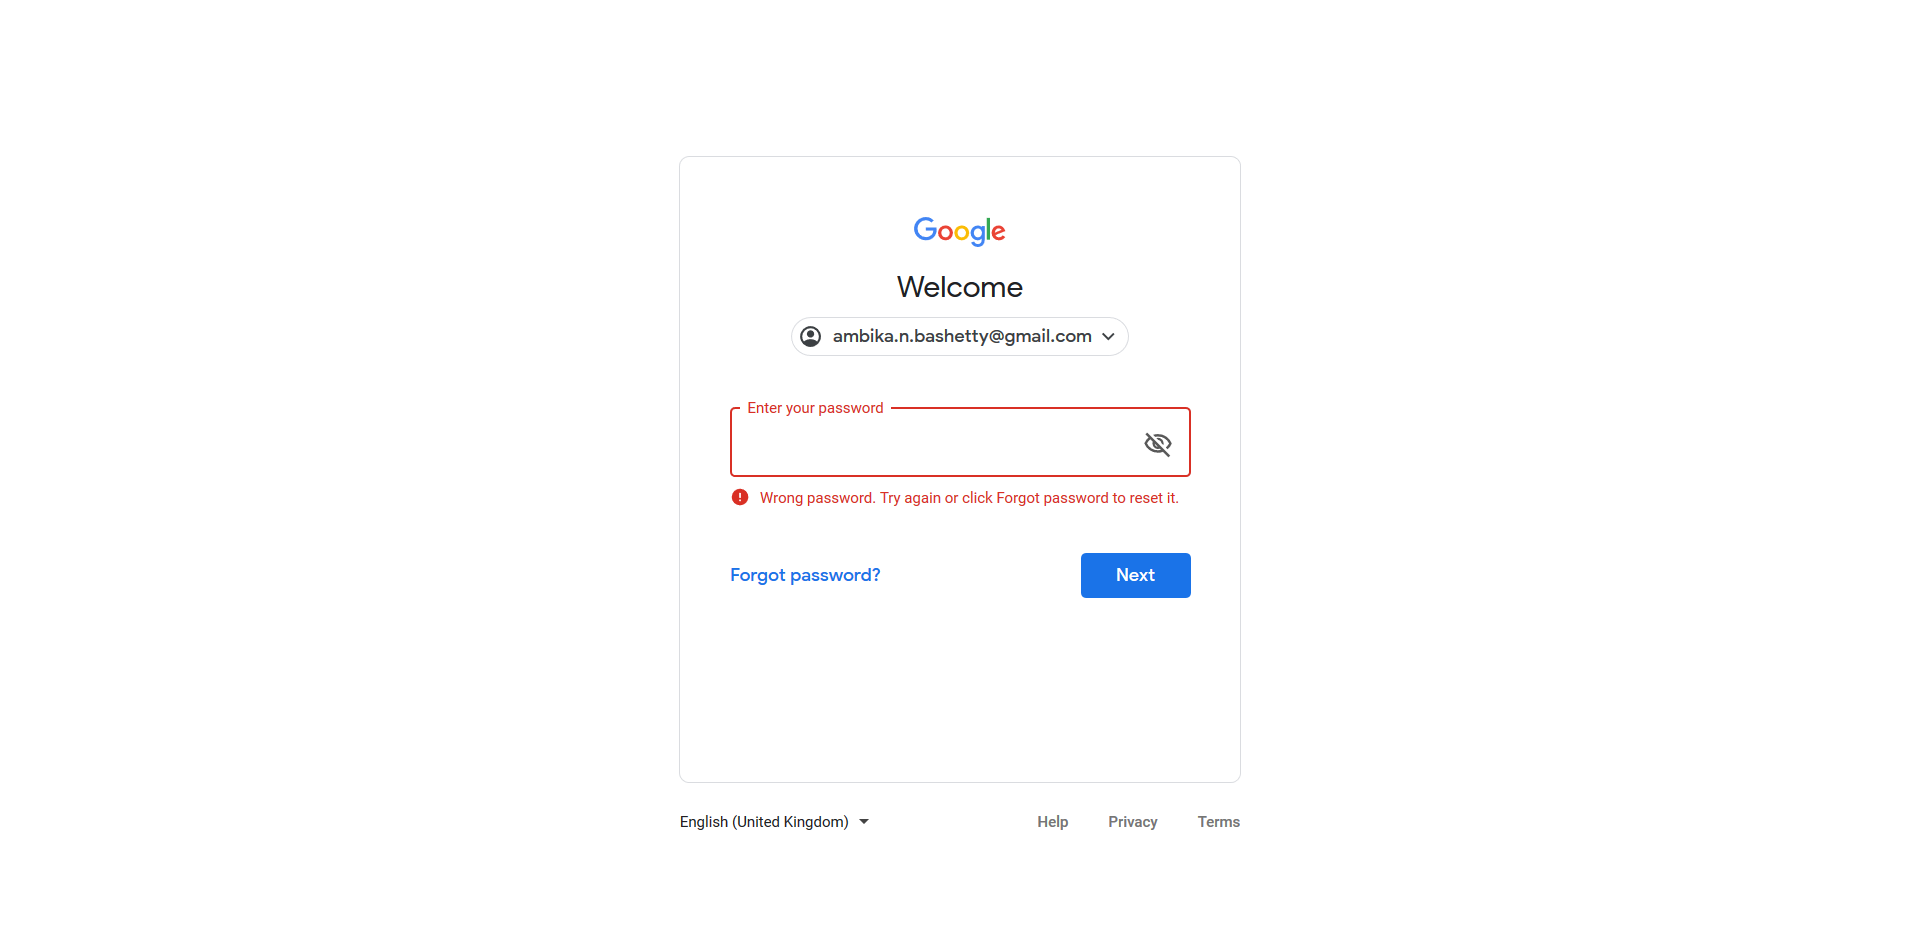 Google
Welcome
ambika.n.bashetty@gmail.com
Enter your password
Wrong password. Try again or click Forgot password to reset it.
Forgot password?
Next
English (United Kingdom)
Help
Privacy
Terms